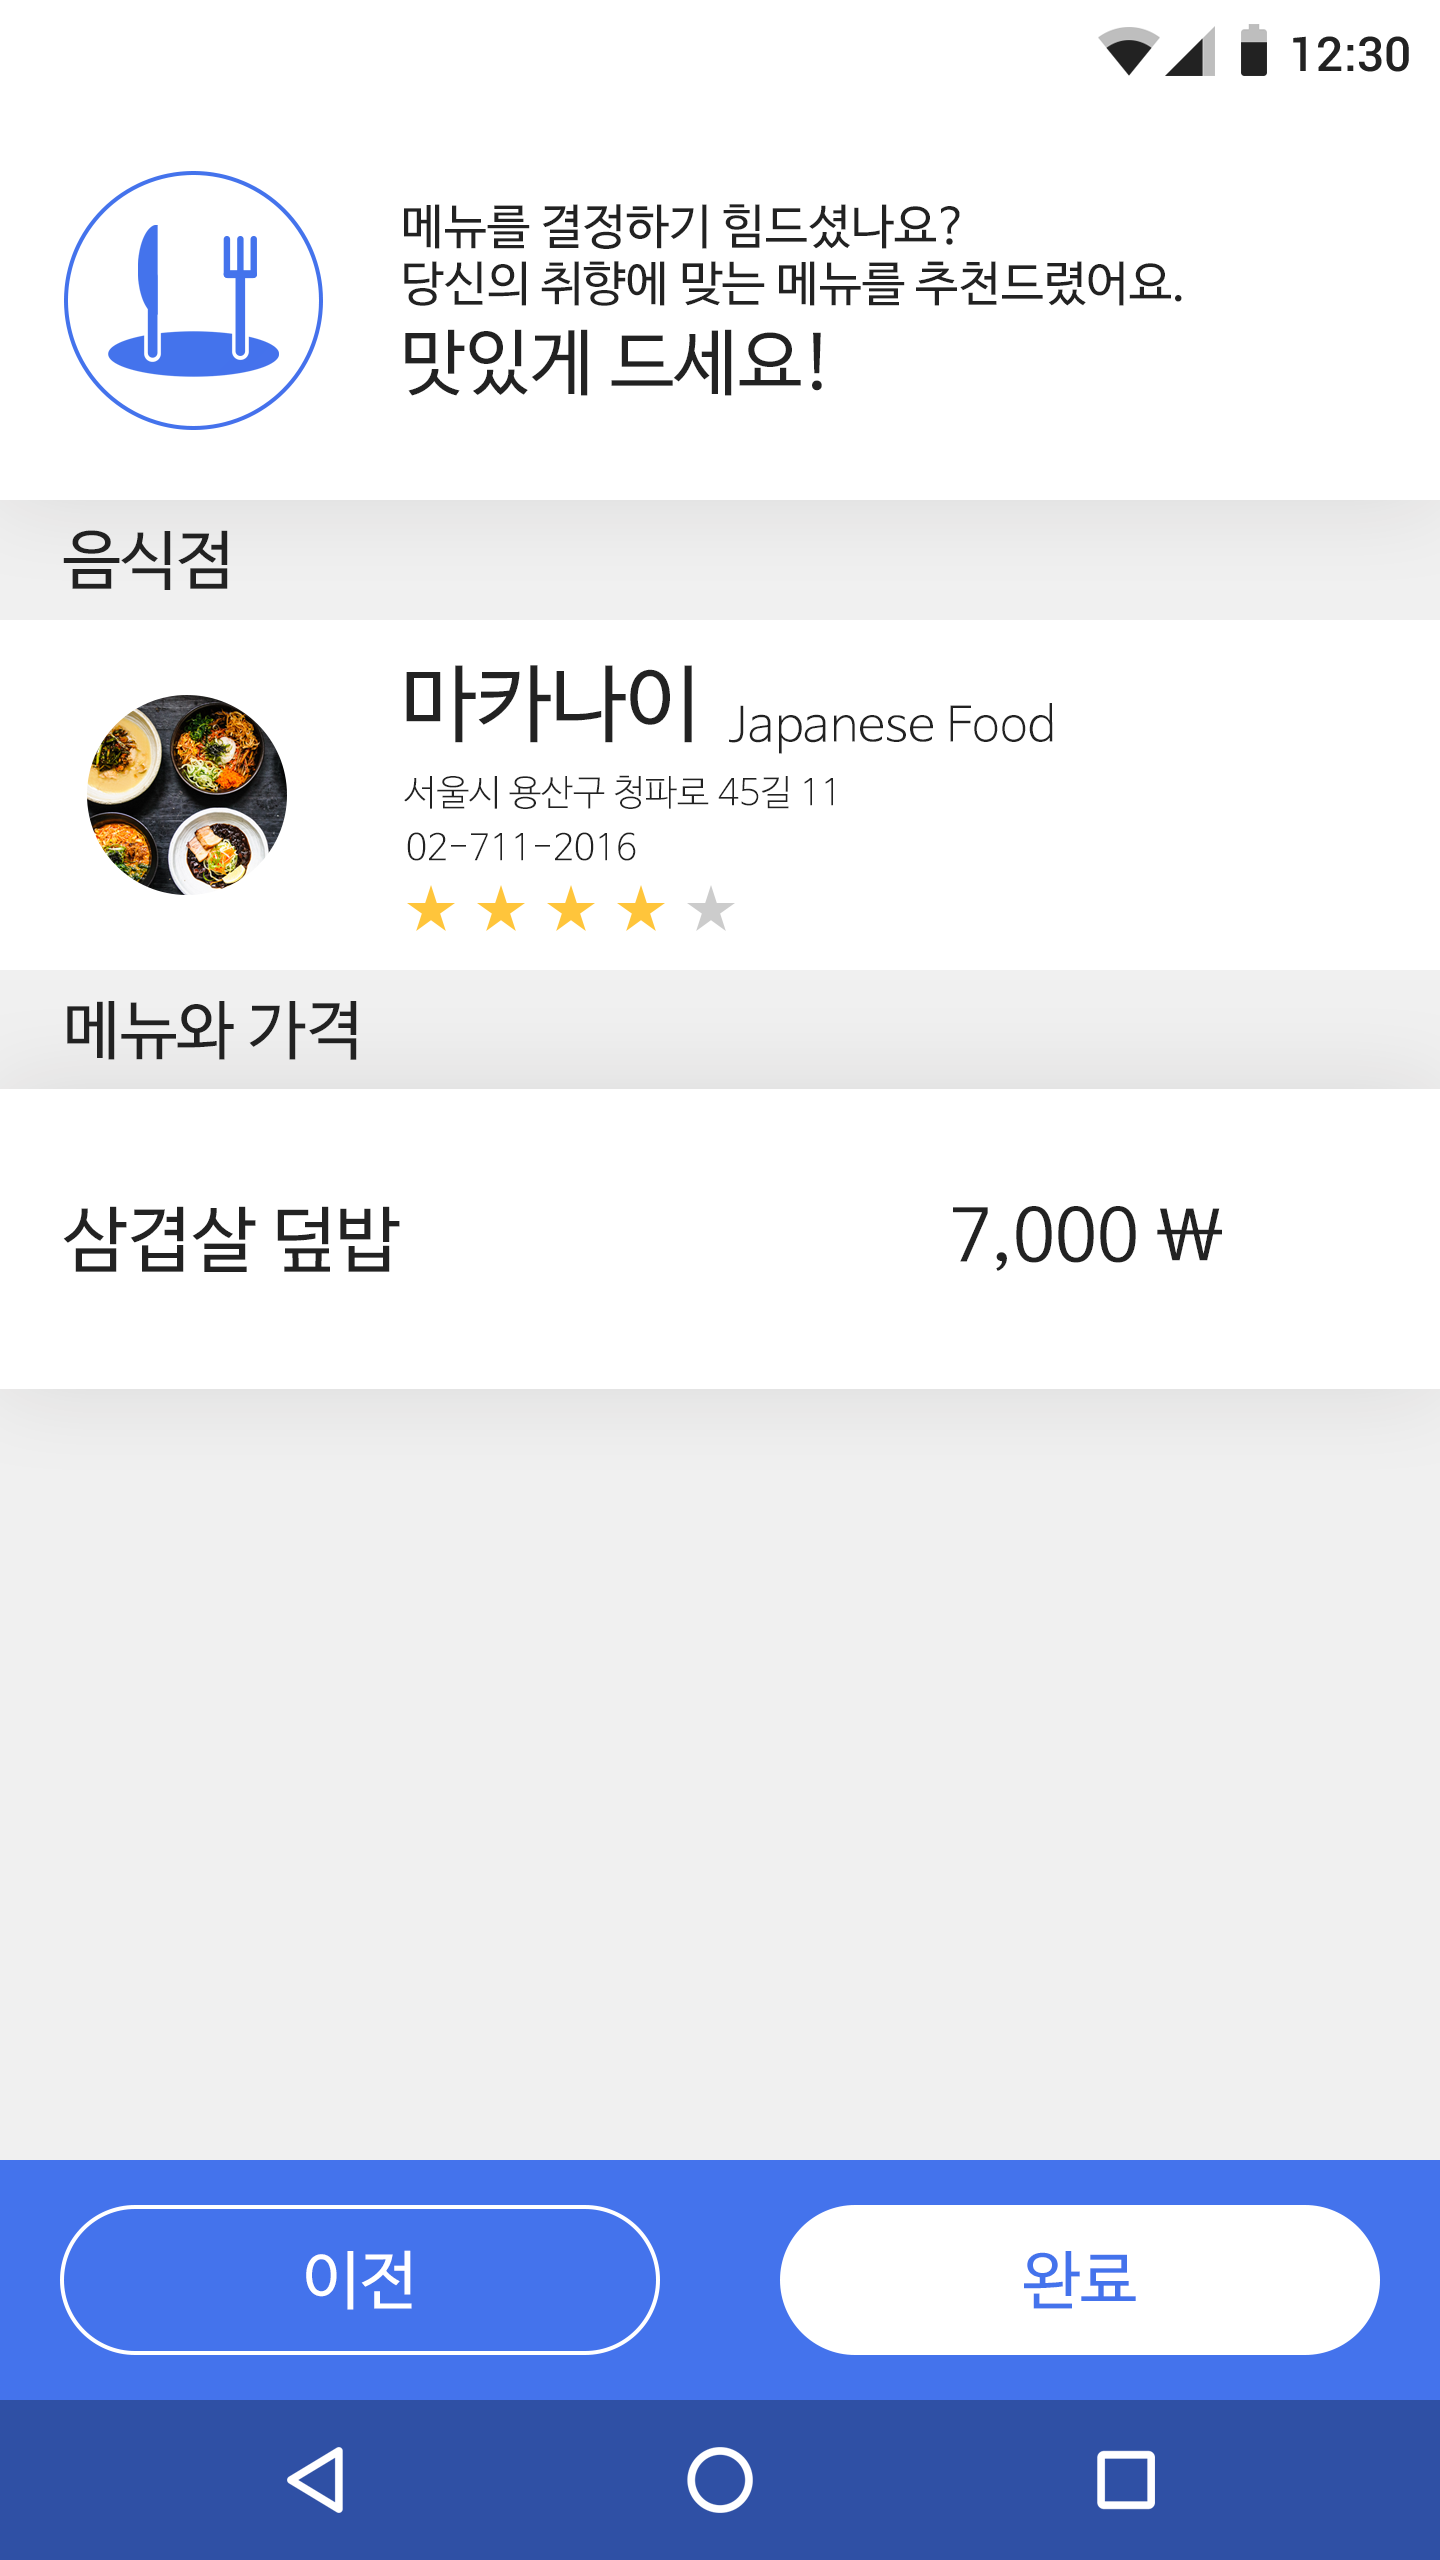 12:30
메뉴를 결정하기 힘드셨나요?
당신의 취향에 맞는 메뉴를 추천드렸어요.
맛있게 드세요!
음식점
마카나이 Japanese Food
서울시 용산구 청파로 45길 11
02-711-2016
메뉴와 가격
삼겹살 덮밥 7,000 ₩
이전 완료